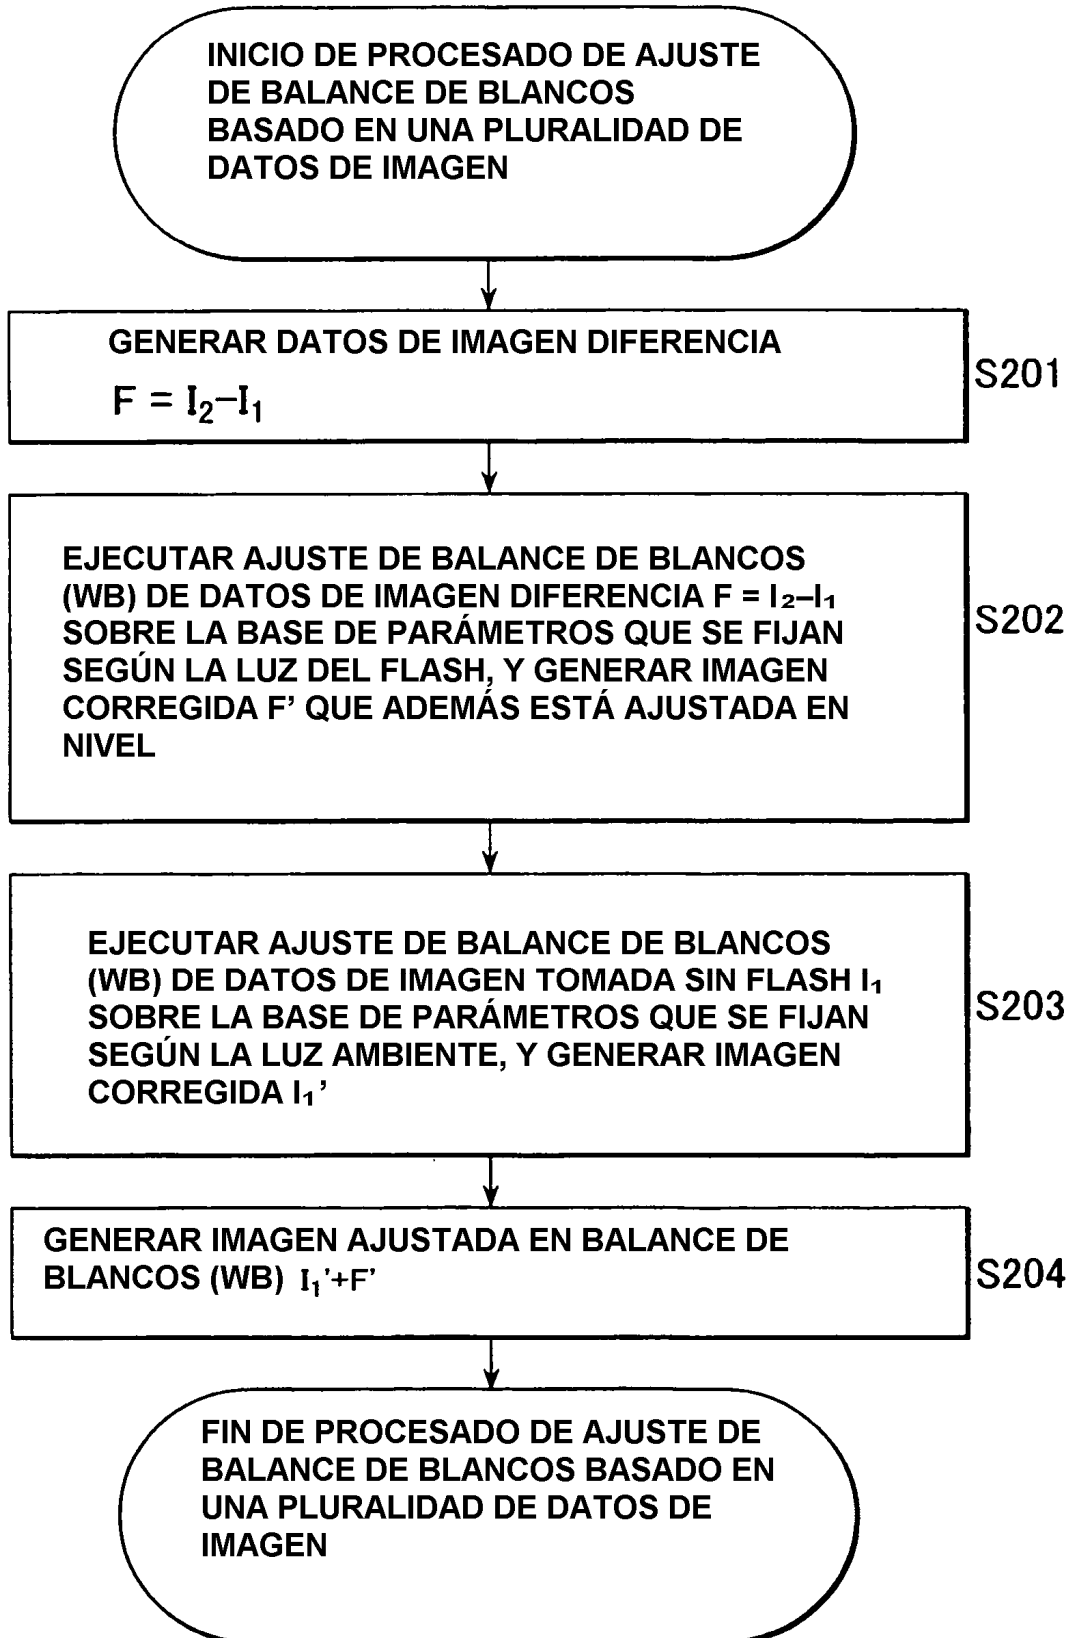 INICIO DE PROCESADO DE AJUSTE
DE BALANCE DE BLANCOS
BASADO EN UNA PLURALIDAD DE
DATOS DE IMAGEN
GENERAR DATOS DE IMAGEN DIFERENCIA
F = I₂–I₁
S201
EJECUTAR AJUSTE DE BALANCE DE BLANCOS
(WB) DE DATOS DE IMAGEN DIFERENCIA F = I₂–I₁
SOBRE LA BASE DE PARÁMETROS QUE SE FIJAN
SEGÚN LA LUZ DEL FLASH, Y GENERAR IMAGEN
CORREGIDA F’ QUE ADEMÁS ESTÁ AJUSTADA EN
NIVEL
S202
EJECUTAR AJUSTE DE BALANCE DE BLANCOS
(WB) DE DATOS DE IMAGEN TOMADA SIN FLASH I₁
SOBRE LA BASE DE PARÁMETROS QUE SE FIJAN
SEGÚN LA LUZ AMBIENTE, Y GENERAR IMAGEN
CORREGIDA I₁’
S203
GENERAR IMAGEN AJUSTADA EN BALANCE DE
BLANCOS (WB) I₁'+F'
S204
FIN DE PROCESADO DE AJUSTE DE
BALANCE DE BLANCOS BASADO EN
UNA PLURALIDAD DE DATOS DE
IMAGEN